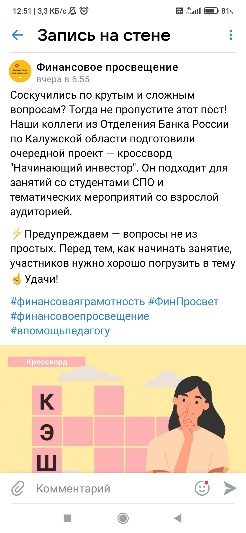 12:51 | 3,3 КБ/с
81
Запись на стене
Финансовое просвещение
вчера в 6:55
Соскучились по крутым и сложным
вопросам? Тогда не пропустите этот пост!
Наши коллеги из Отделения Банка России
по Калужской области подготовили
очередной проект — кроссворд
"Начинающий инвестор". Он подходит для
занятий со студентами СПО и
тематических мероприятий со взрослой
аудиторией.
⚡Предупреждаем — вопросы не из
простых. Перед тем, как начинать занятие,
участников нужно хорошо погрузить в тему
☝Удачи!
#финансоваяграмотность #ФинПросвет
#финансовоепросвещение
#впомощьпедагогу
Кроссворд
К
Э
Ш
Комментарий